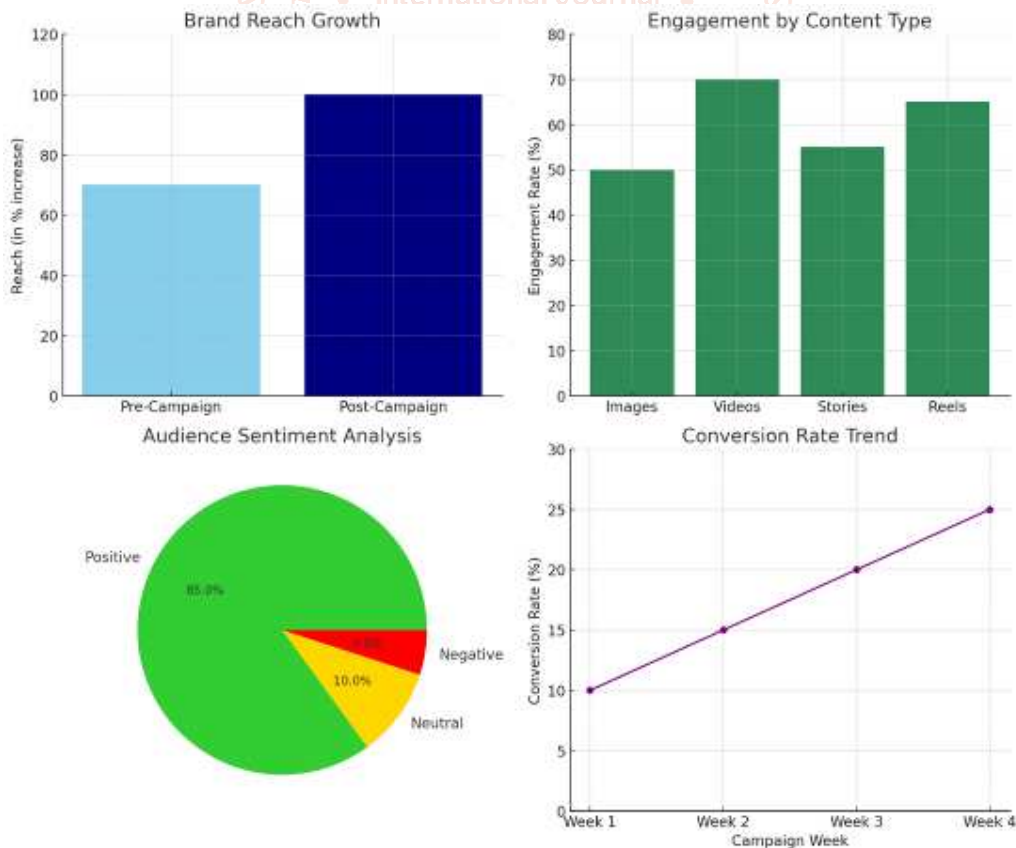 International Journal
Brand Reach Growth
120
100
80
60
40
20
0
Reach (in % increase)
Pre-Campaign
Post-Campaign
Engagement by Content Type
80
70
60
50
40
30
20
10
0
Engagement Rate (%)
Images
Videos
Stories
Reels
Audience Sentiment Analysis
Positive
85.0%
Negative
10.0%
Neutral
Conversion Rate Trend
30
25
20
15
10
5
0
Conversion Rate (%)
Week 1
Week 2
Week 3
Week 4
Campaign Week